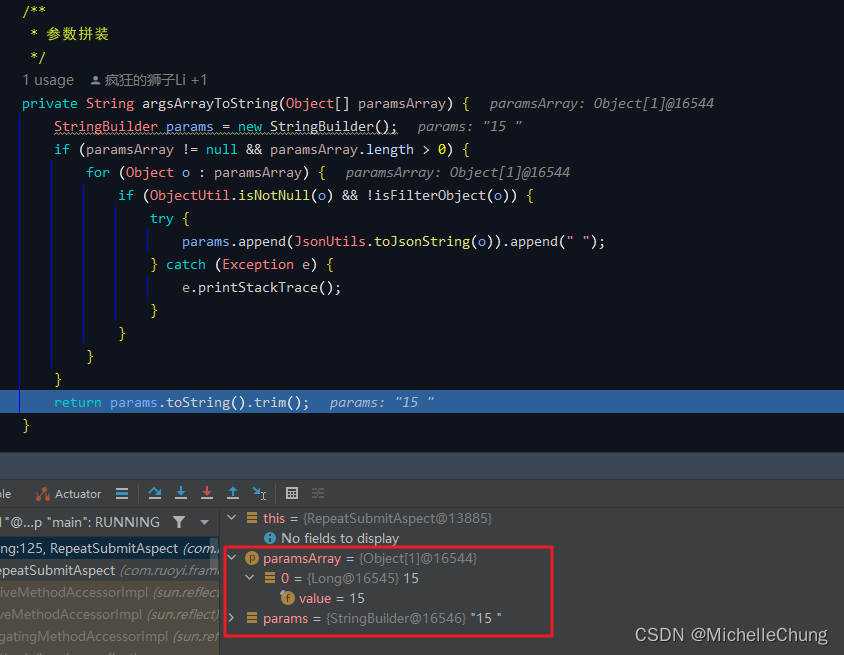 /**
 * 参数拼装
 */
1 usage 疯狂的狮子Li +1
private String argsArrayToString(Object[] paramsArray) { paramsArray: Object[1]@16544
StringBuilder params = new StringBuilder(); params: "15 "
if (paramsArray != null && paramsArray.length > 0) {
for (Object o : paramsArray) { paramsArray: Object[1]@16544
if (ObjectUtil.isNotNull(o) && !isFilterObject(o)) {
try {
params.append(JsonUtils.toJsonString(o)).append(" ");
} catch (Exception e) {
e.printStackTrace();
}
}
}
}
return params.toString().trim(); params: "15 "
}
le Actuator
1"@...p "main": RUNNING
ng:125, RepeatSubmitAspect (com.
epeatSubmitAspect (com.ruoyi.fram
iveMethodAccessorImpl (sun.reflect
veMethodAccessorImpl (sun.reflect)
gatingMethodAccessorImpl (sun.ref
this = {RepeatSubmitAspect@13885}
No fields to display
paramsArray = {Object[1]@16544}
0 = {Long@16545} 15
value = 15
params = {StringBuilder@16546} "15 "
CSDN @MichelleChung